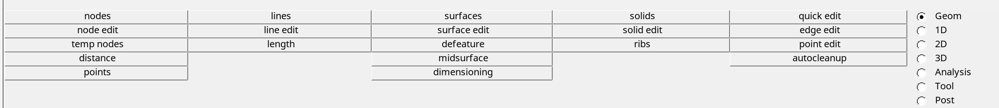 nodes lines surfaces solids quick edit Geom
node edit line edit surface edit solid edit edge edit 1D
temp nodes length defeature ribs point edit 2D
distance midsurface autocleanup 3D
points dimensioning Analysis
Tool
Post